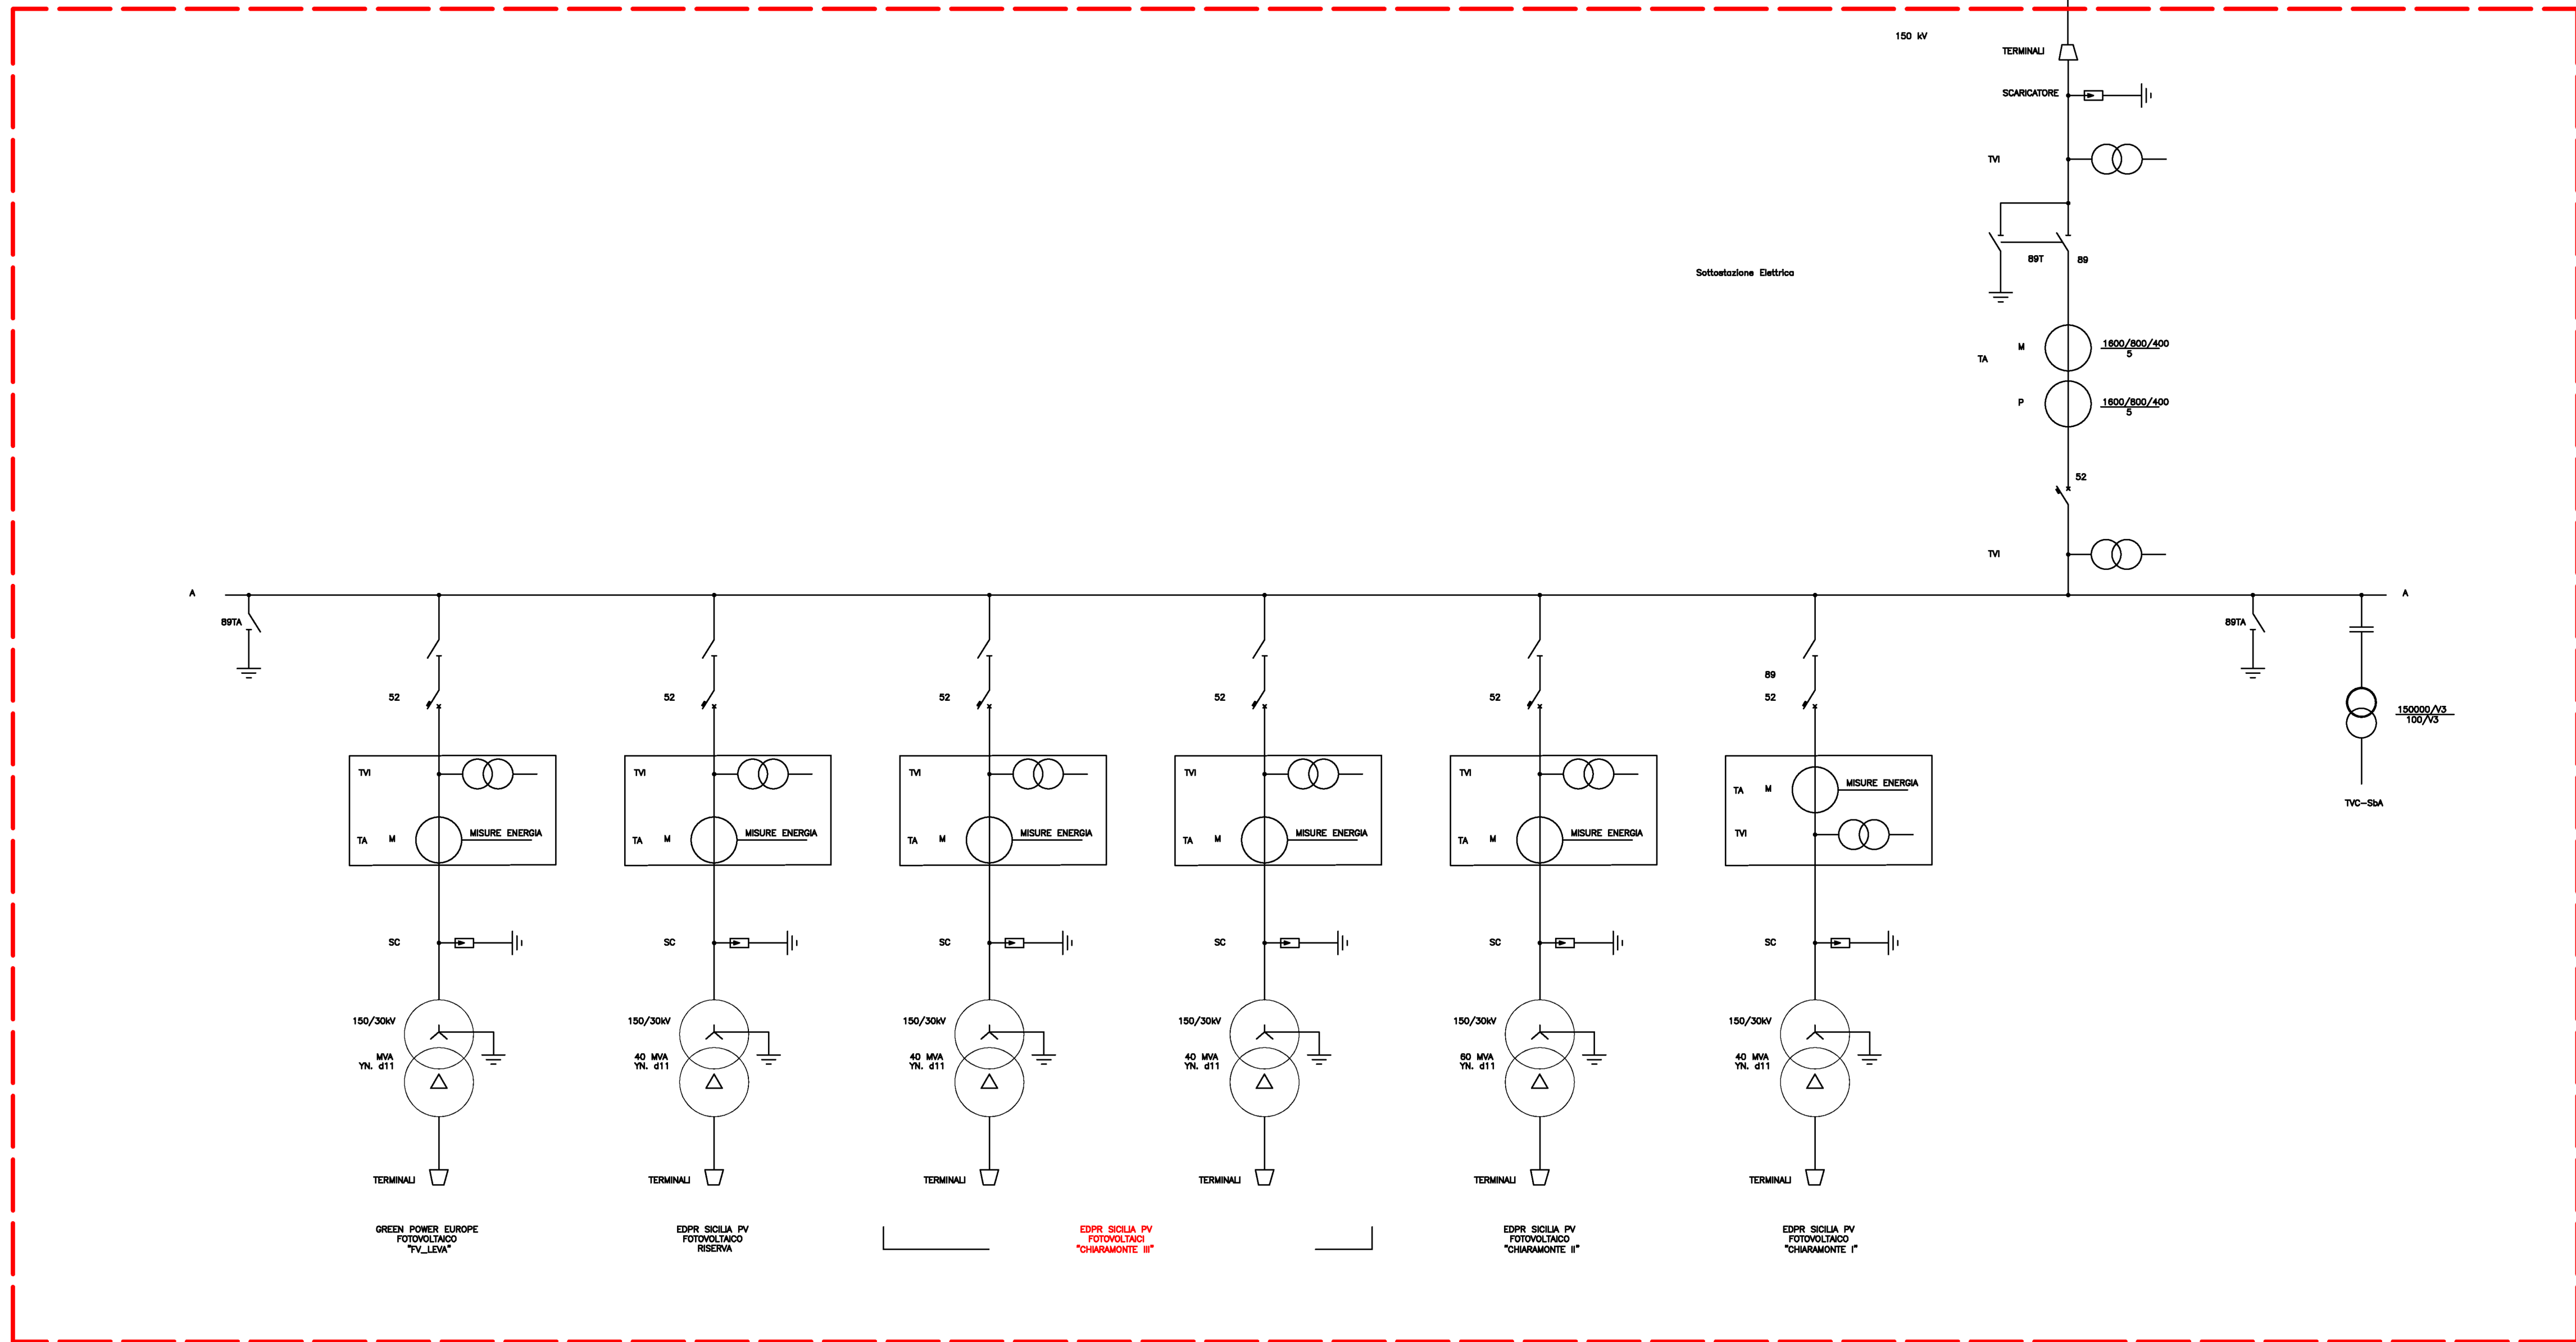 150 kV
TERMINALI
SCARICATORE
TVI
89T
89
Sottostazione Elettrica
M
1600/800/400
5
TA
P
1600/800/400
5
52
TVI
A
A
89TA
89TA
89
52
52
52
52
52
52
150000/V3
100/V3
TVC-SbA
TVI
TVI
TVI
TVI
TVI
TA M MISURE ENERGIA
TVI
TA M MISURE ENERGIA
TA M MISURE ENERGIA
TA M MISURE ENERGIA
TA M MISURE ENERGIA
TA M MISURE ENERGIA
SC
SC
SC
SC
SC
SC
150/30kV
150/30kV
150/30kV
150/30kV
150/30kV
150/30kV
MVA
YN. d11
40 MVA
YN. d11
40 MVA
YN. d11
40 MVA
YN. d11
60 MVA
YN. d11
40 MVA
YN. d11
TERMINALI
TERMINALI
TERMINALI
TERMINALI
TERMINALI
TERMINALI
GREEN POWER EUROPE
FOTOVOLTAICO
"FV_LEVA"
EDPR SICILIA PV
FOTOVOLTAICO
RISERVA
EDPR SICILIA PV
FOTOVOLTAICI
"CHIARAMONTE III"
EDPR SICILIA PV
FOTOVOLTAICO
"CHIARAMONTE II"
EDPR SICILIA PV
FOTOVOLTAICO
"CHIARAMONTE I"